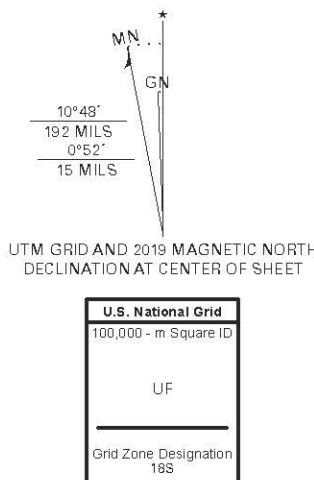 ★
MN
GN
10°48´
192 MILS
0°52´
15 MILS
UTM GRID AND 2019 MAGNETIC NORTH
DECLINATION AT CENTER OF SHEET
U.S. National Grid
100,000 - m Square ID
UF
Grid Zone Designation
18S